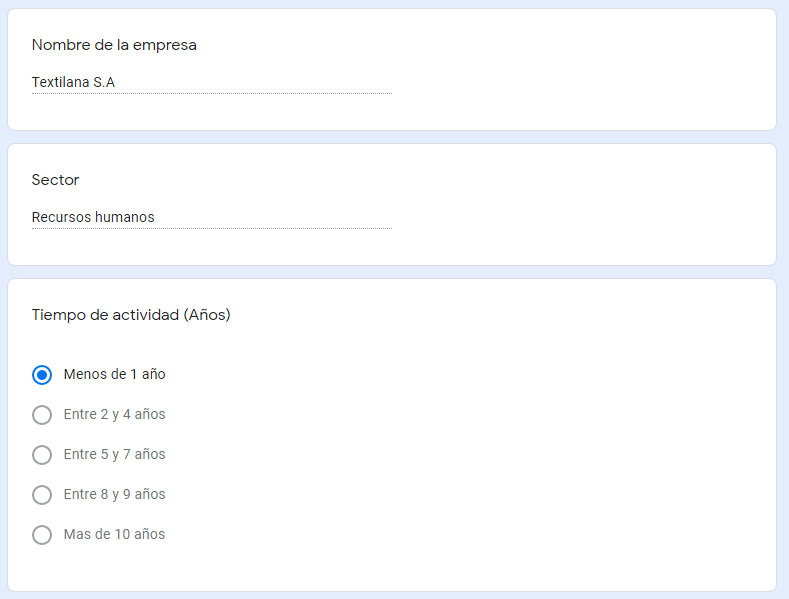 Nombre de la empresa
Textilana S.A
Sector
Recursos humanos
Tiempo de actividad (Años)
Menos de 1 año
Entre 2 y 4 años
Entre 5 y 7 años
Entre 8 y 9 años
Mas de 10 años